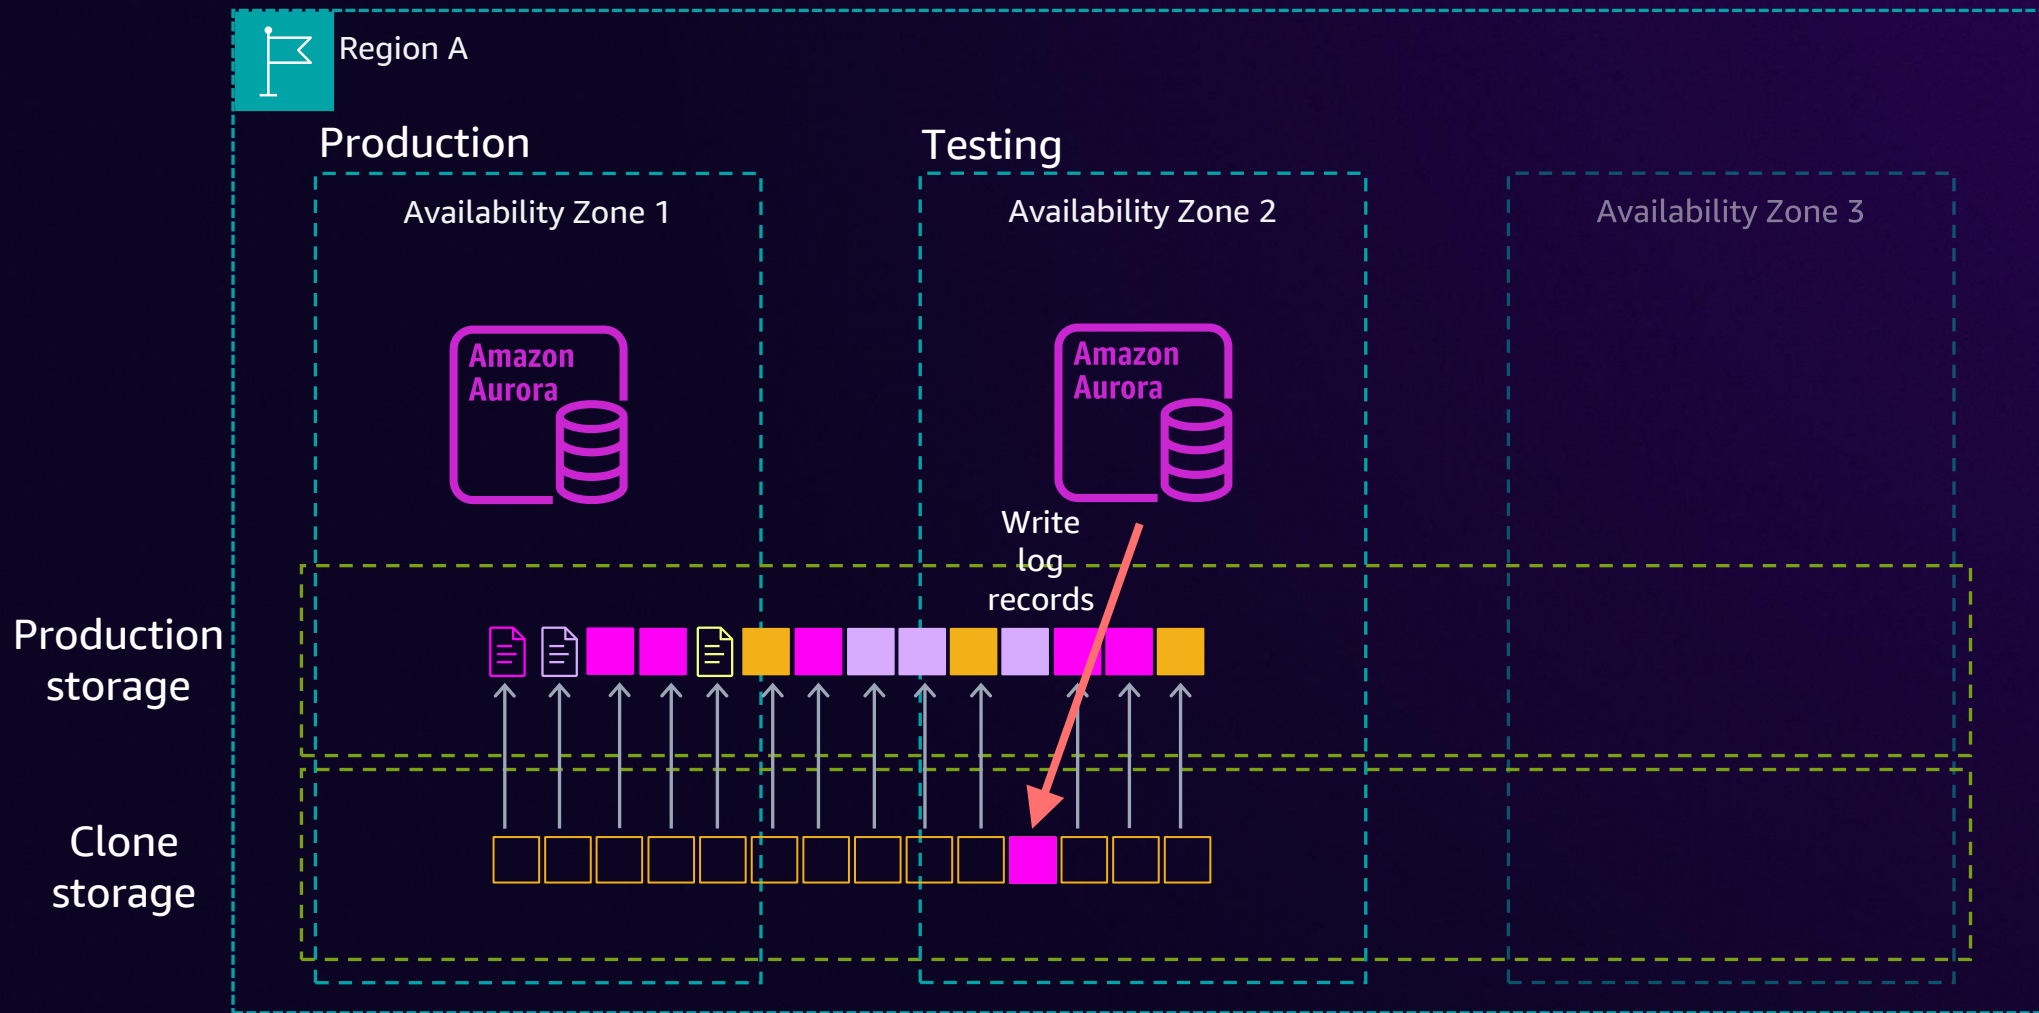 Region A
Production
Testing
Availability Zone 1
Availability Zone 2
Availability Zone 3
Amazon
Aurora
Amazon
Aurora
Write
log
records
Production
storage
Clone
storage